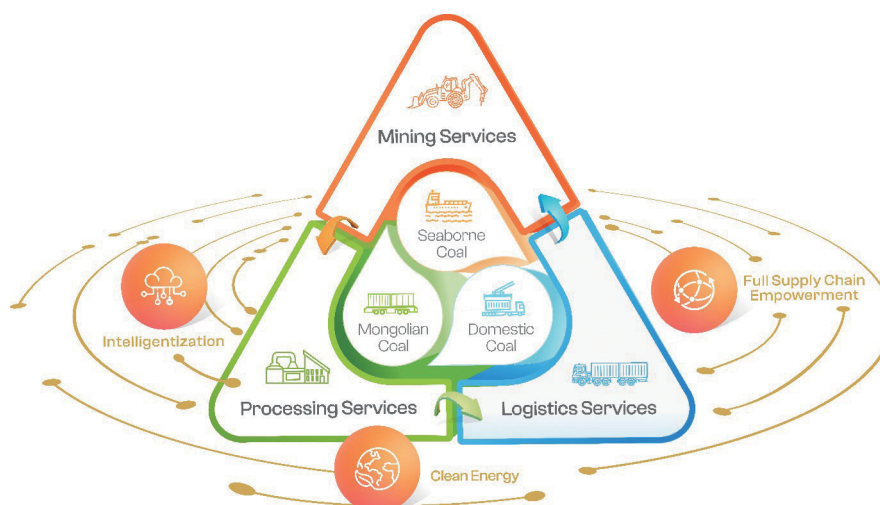 Mining Services
Seaborne
Coal
Mongolian
Coal
Domestic
Coal
Intelligentization
Full Supply Chain
Empowerment
Processing Services
Logistics Services
Clean Energy